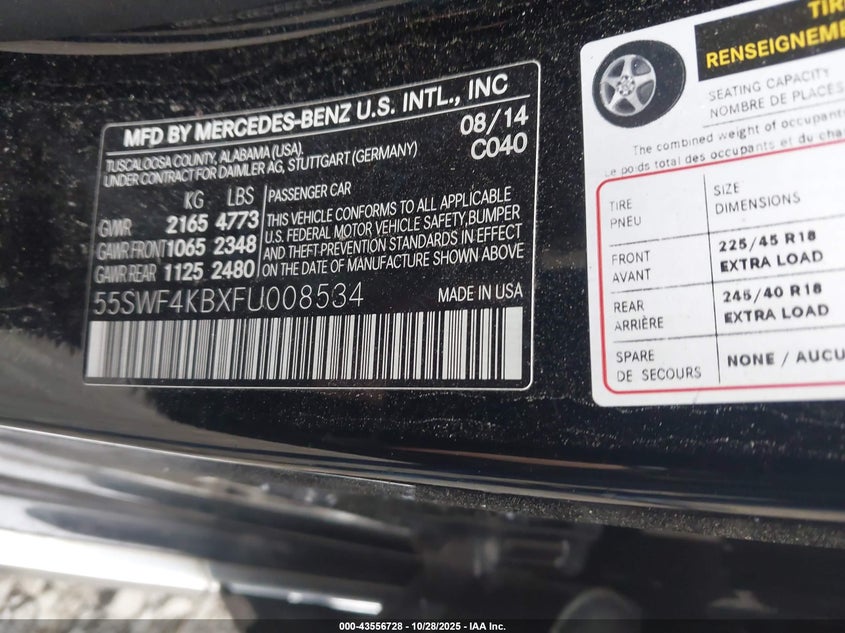 MFD BY MERCEDES-BENZ U.S. INTL., INC
TUSCALOOSA COUNTY, ALABAMA (USA).
UNDER CONTRACT FOR DAIMLER AG, STUTTGART (GERMANY)
08/14
C040
KG LBS
GVWR 2165 4773
GAWR FRONT 1065 2348
GAWR REAR 1125 2480
PASSENGER CAR
THIS VEHICLE CONFORMS TO ALL APPLICABLE
U.S. FEDERAL MOTOR VEHICLE SAFETY, BUMPER
AND THEFT-PREVENTION STANDARDS IN EFFECT
ON THE DATE OF MANUFACTURE SHOWN ABOVE
55SWF4KBXFU008534
MADE IN USA
TIR
RENSEIGNEME
SEATING CAPACITY
NOMBRE DE PLACES
The combined weight of occupant
Le poids total des occupants et du cha
TIRE
PNEU
SIZE
DIMENSIONS
FRONT
AVANT
225/45 R18
EXTRA LOAD
REAR
ARRIÈRE
245/40 R18
EXTRA LOAD
SPARE
DE SECOURS
NONE / AUCU
000-43556728 - 10/28/2025 - IAA Inc.